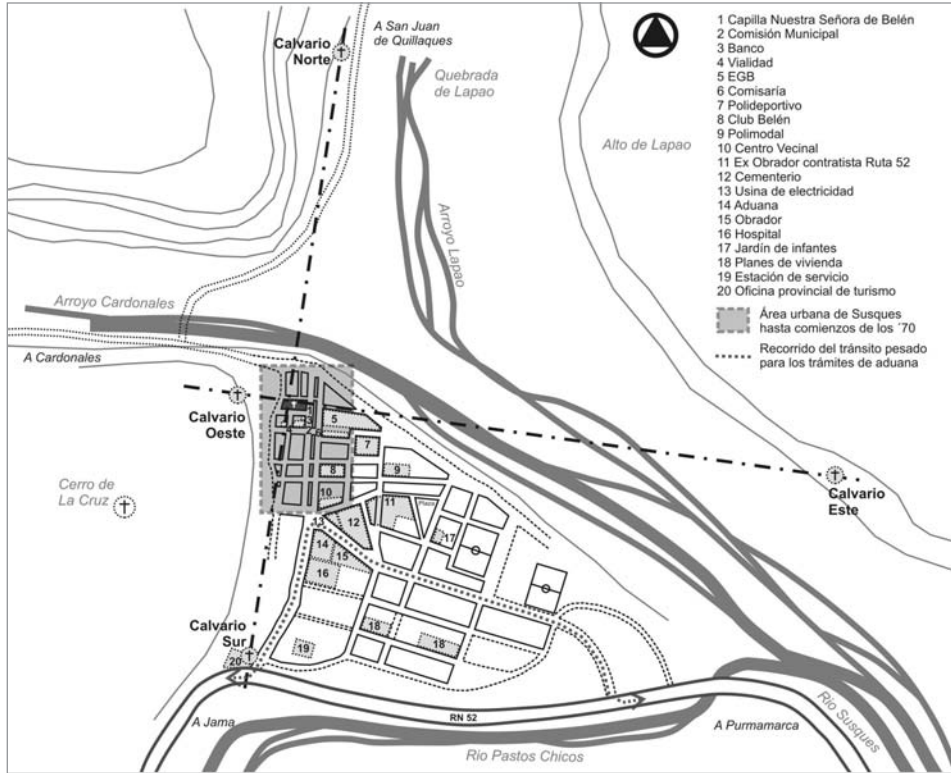 A San Juan
de Quillaques
Calvario
Norte
Quebrada
de Lapao
Alto de Lapao
1 Capilla Nuestra Señora de Belén
2 Comisión Municipal
3 Banco
4 Vialidad
5 EGB
6 Comisaría
7 Polideportivo
8 Club Belén
9 Polimodal
10 Centro Vecinal
11 Ex Obrador contratista Ruta 52
12 Cementerio
13 Usina de electricidad
14 Aduana
15 Obrador
16 Hospital
17 Jardín de infantes
18 Planes de vivienda
19 Estación de servicio
20 Oficina provincial de turismo
Área urbana de Susques
hasta comienzos de los ´70
Recorrido del tránsito pesado
para los trámites de aduana
Arroyo Lapao
Arroyo Cardonales
A Cardonales
Calvario
Oeste
5
7
8
9
10
11
Plaza
12
13
14
15
16
17
18
18
19
20
Cerro de
La Cruz
Calvario
Este
Calvario
Sur
A Jama
RN 52
A Purmamarca
Rio Susques
Rio Pastos Chicos